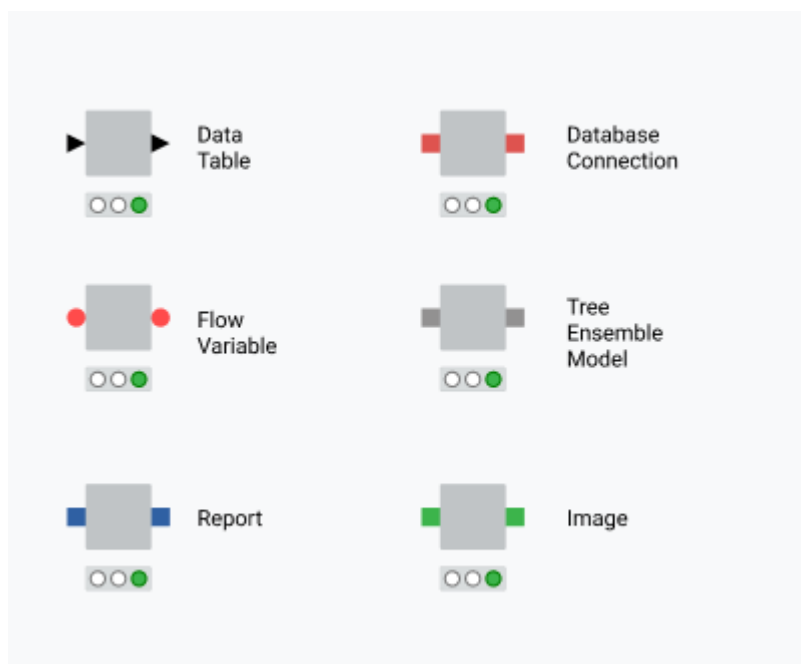 Data
Table
Database
Connection
Flow
Variable
Tree
Ensemble
Model
Report
Image